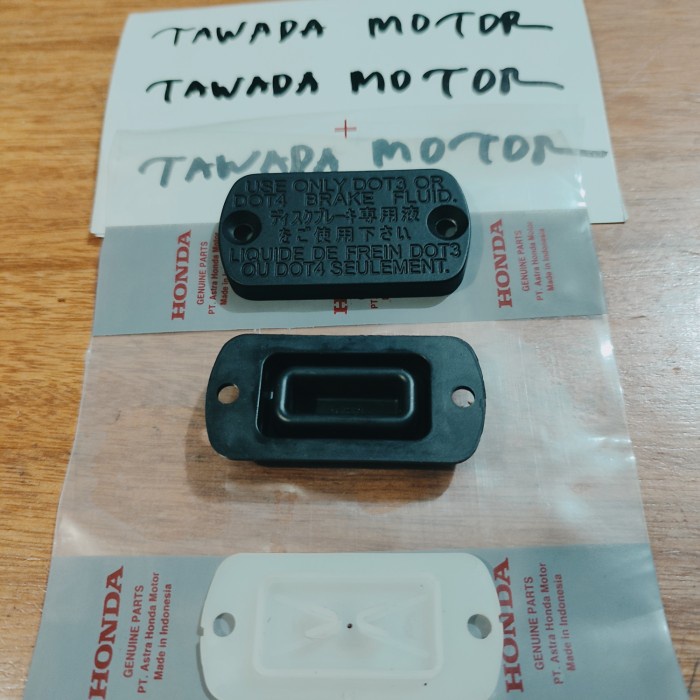 TAWADA MOTOR
TAWADA MOTOR
TAWADA MOTOR
USE ONLY DOT3 OR
DOT4 BRAKE FLUID.
ディスクブレーキ専用液
をご使用下さい
LIQUIDE DE FREIN DOT3
OU DOT4 SEULEMENT.
HONDA
GENUINE PARTS
PT. Astra Honda Motor
Made in Indonesia
HONDA
GENUINE PARTS
PT. Astra Honda Motor
Made in Indonesia
HONDA
GENUINE PARTS
PT. Astra Honda Motor
Made in Indonesia
HONDA
GENUINE PARTS
PT. Astra Honda Motor
Made in Indonesia